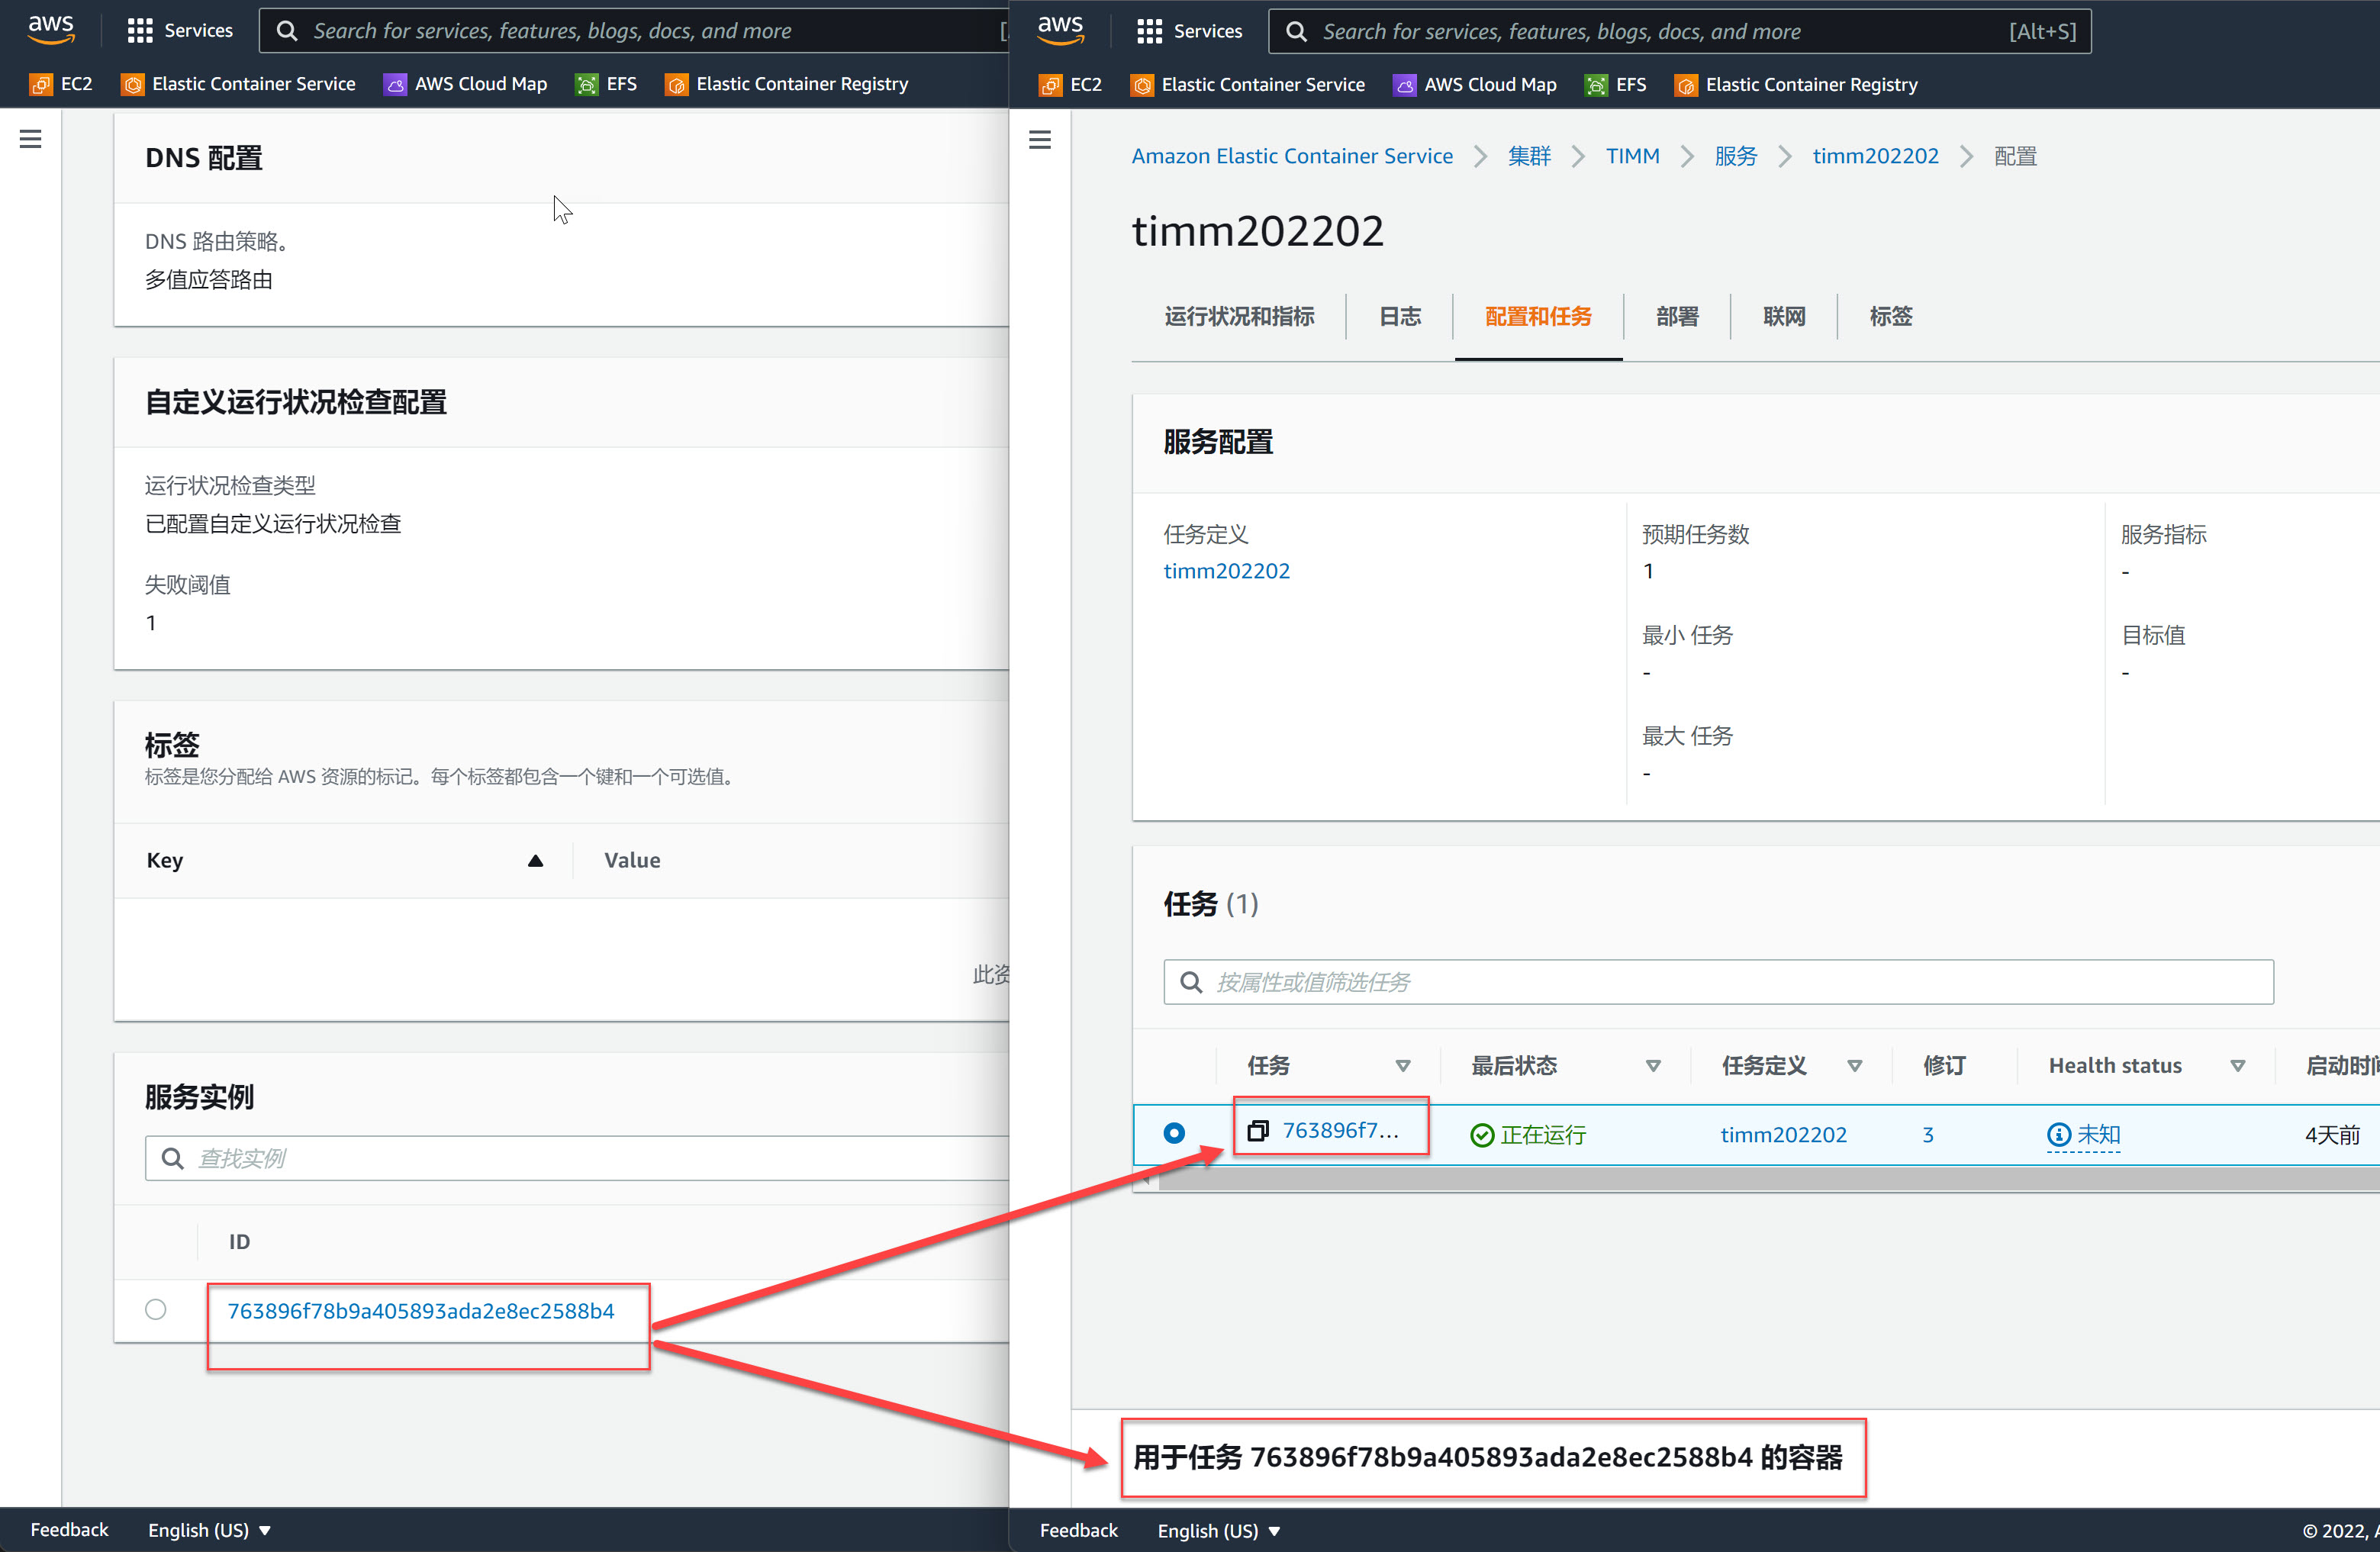 aws
Services
Search for services, features, blogs, docs, and more
EC2
Elastic Container Service
AWS Cloud Map
EFS
Elastic Container Registry
DNS 配置
DNS 路由策略。
多值应答路由
自定义运行状况检查配置
运行状况检查类型
已配置自定义运行状况检查
失败阈值
1
标签
标签是您分配给 AWS 资源的标记。每个标签都包含一个键和一个可选值。
Key
Value
此资
服务实例
查找实例
ID
763896f78b9a405893ada2e8ec2588b4
Feedback
English (US)
aws
Services
Search for services, features, blogs, docs, and more
[Alt+S]
EC2
Elastic Container Service
AWS Cloud Map
EFS
Elastic Container Registry
Amazon Elastic Container Service
集群
TIMM
服务
timm202202
配置
timm202202
运行状况和指标
日志
配置和任务
部署
联网
标签
服务配置
任务定义
timm202202
预期任务数
1
最小 任务
-
最大 任务
-
服务指标
-
目标值
-
任务 (1)
按属性或值筛选任务
任务
最后状态
任务定义
修订
Health status
启动时间
763896f7...
正在运行
timm202202
3
未知
4天前
用于任务 763896f78b9a405893ada2e8ec2588b4 的容器
Feedback
English (US)
© 2022,